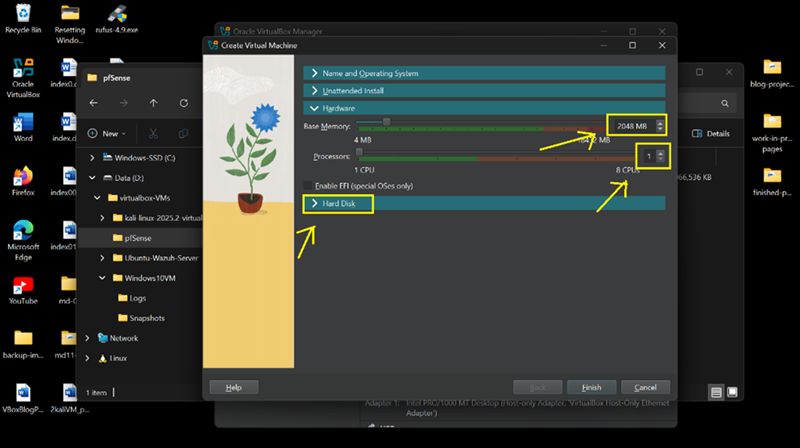 Recycle Bin
Resetting Windo...
rufus-4.9.exe
Oracle VirtualBox
index0.
Word
index0
Firefox
index01
Microsoft Edge
Index
YouTube
md-0
backup-im...
md11-
VBoxBlogP...
2kaliVM_p...
pfSense
New
Windows-SSD (C:)
Data (D:)
virtualbox-VMs
kali-linux-2025.2-virtual
pfSense
Ubuntu-Wazuh-Server
Windows10VM
Logs
Snapshots
Network
Linux
1 item
Oracle VirtualBox Manager
Create Virtual Machine
Name and Operating System
Unattended Install
Hardware
Base Memory:
2048 MB
4 MB
MB
Processors:
1
1 CPU
8 CPUs
Enable EFI (special OSes only)
Hard Disk
Help
Back
Finish
Cancel
Adapter 1: Intel PRO/1000 MT Desktop (Host-only Adapter, 'VirtualBox Host-Only Ethernet
Adapter')
Details
66,536 KB
blog-project...
work-in-pr pages
finished-p...